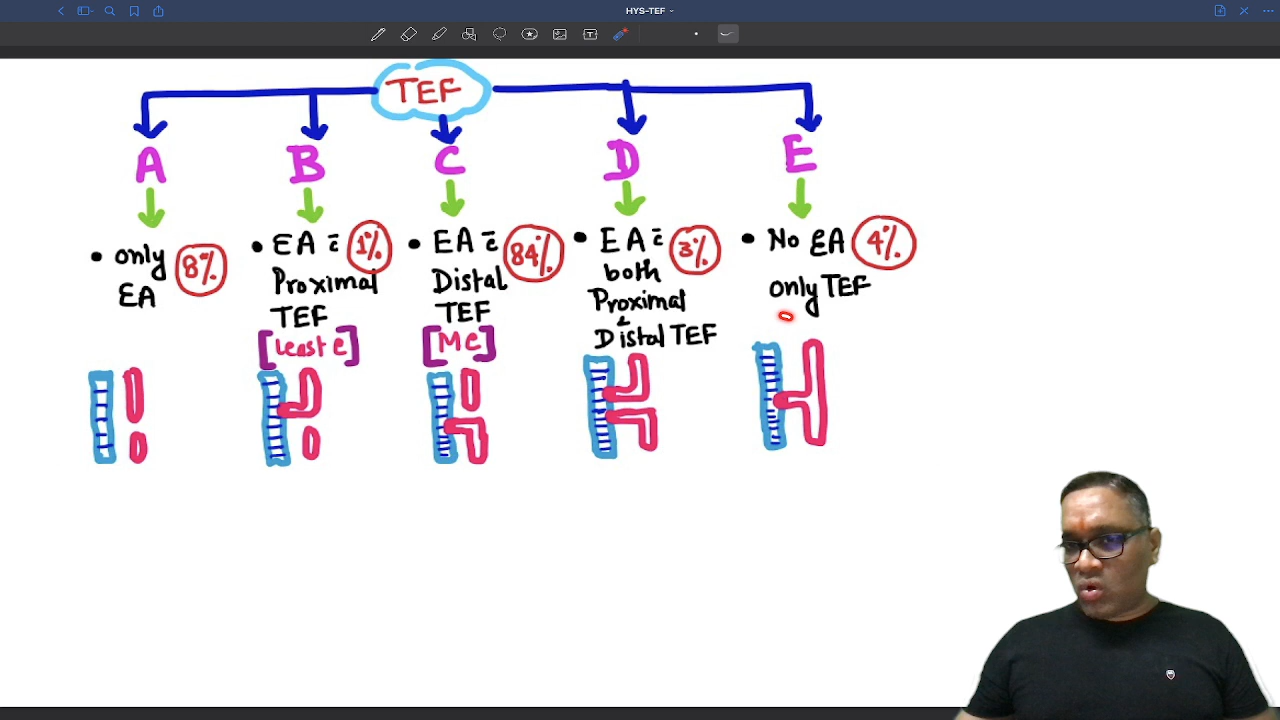 HYS-TEF
TEF
A
B
C
D
E
• only
EA
8%
• EA c̄
Proximal
TEF
[Least c]
1%
• EA c̄
Distal
TEF
[Mc]
84%
• EA c̄
both
Proximal
&
Distal TEF
3%
• No EA
only TEF
4%